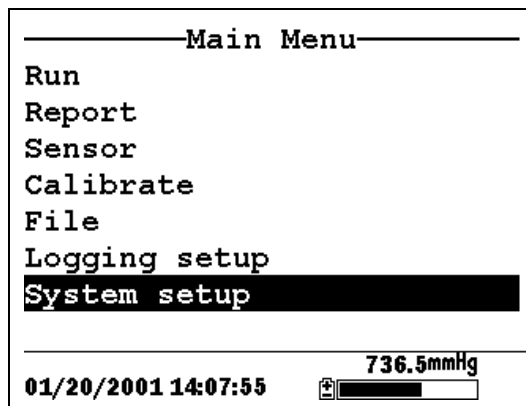 Main Menu
Run
Report
Sensor
Calibrate
File
Logging setup
System setup
736.5mmHg
01/20/2001 14:07:55